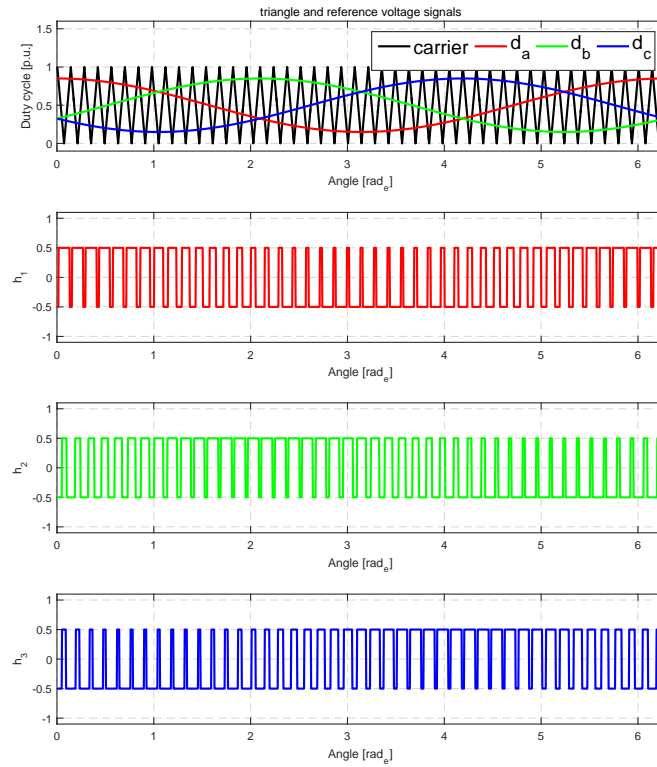 triangle and reference voltage signals
carrier d_a d_b d_c
Duty cycle [p.u.]
1.5
1
0.5
0
0 1 2 3 4 5 6
Angle [rad_e]
h_1
1
0.5
0
-0.5
-1
0 1 2 3 4 5 6
Angle [rad_e]
h_2
1
0.5
0
-0.5
-1
0 1 2 3 4 5 6
Angle [rad_e]
h_3
1
0.5
0
-0.5
-1
0 1 2 3 4 5 6
Angle [rad_e]